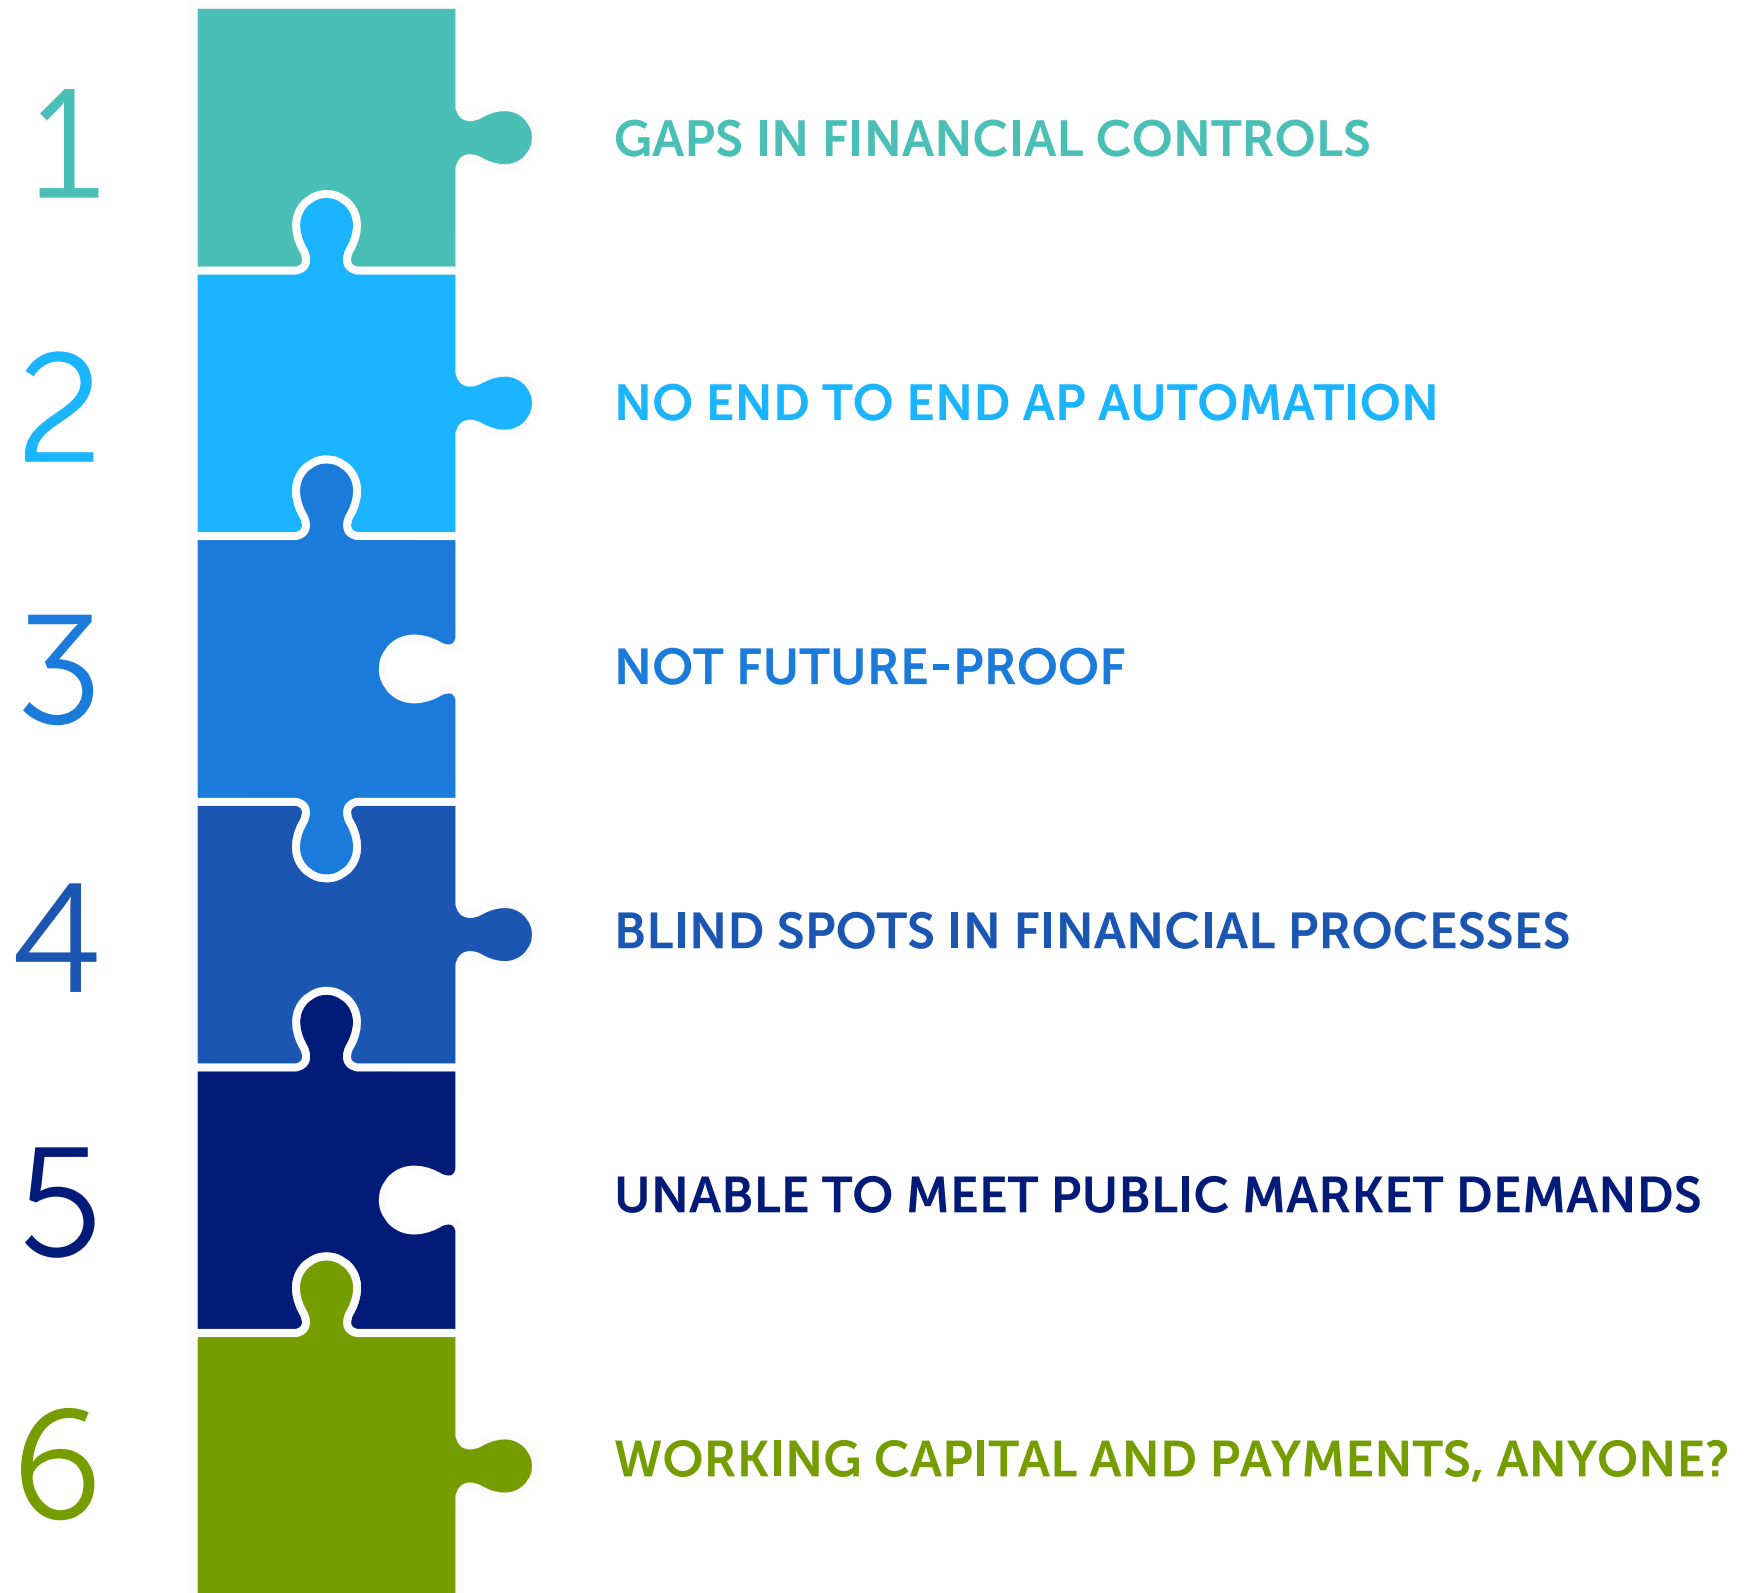 1
GAPS IN FINANCIAL CONTROLS
2
NO END TO END AP AUTOMATION
3
NOT FUTURE-PROOF
4
BLIND SPOTS IN FINANCIAL PROCESSES
5
UNABLE TO MEET PUBLIC MARKET DEMANDS
6
WORKING CAPITAL AND PAYMENTS, ANYONE?